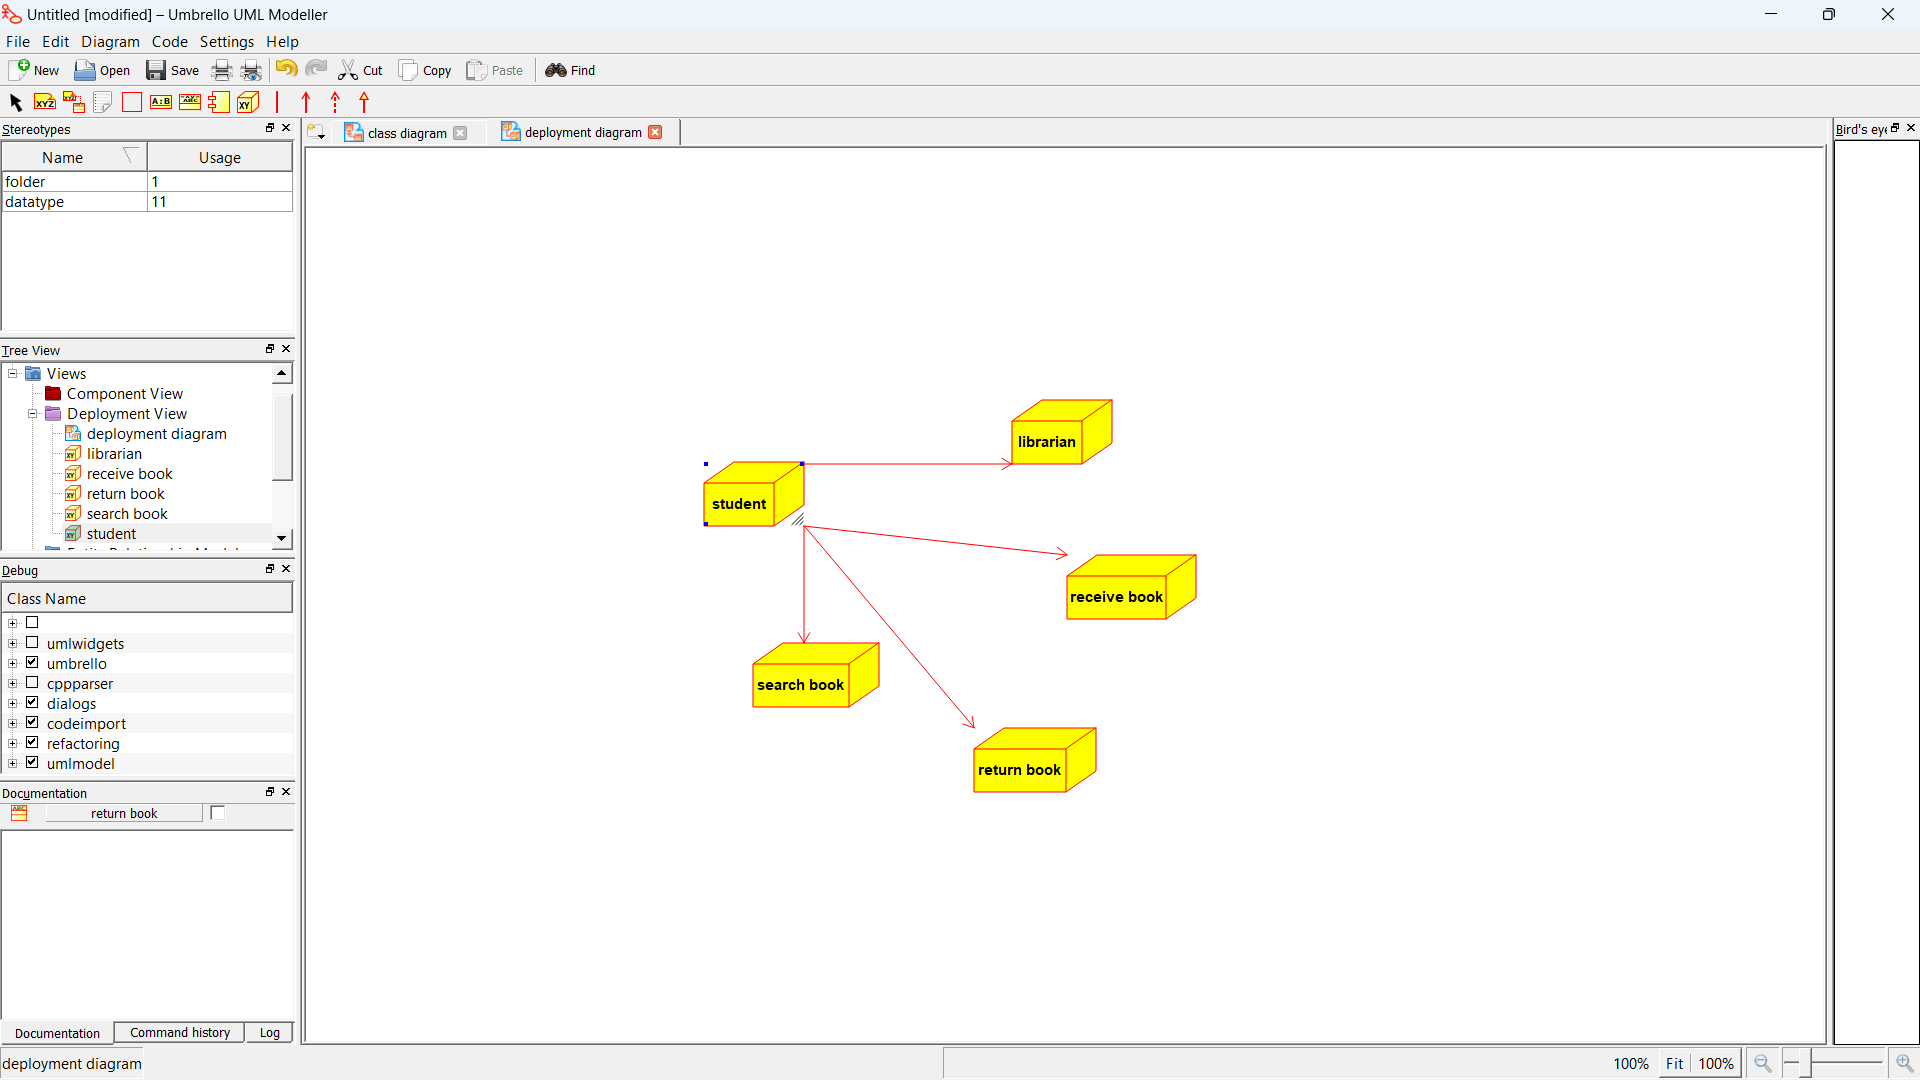 Untitled [modified] – Umbrello UML Modeller
File Edit Diagram Code Settings Help
New Open Save Cut Copy Paste Find
Stereotypes
Name Usage
folder 1
datatype 11
Tree View
Views
Component View
Deployment View
deployment diagram
librarian
receive book
return book
search book
student
Debug
Class Name
umlwidgets
umbrello
cppparser
dialogs
codeimport
refactoring
umlmodel
Documentation
return book
Documentation Command history Log
class diagram deployment diagram
librarian
student
receive book
search book
return book
Bird's eye
deployment diagram
100% Fit 100%